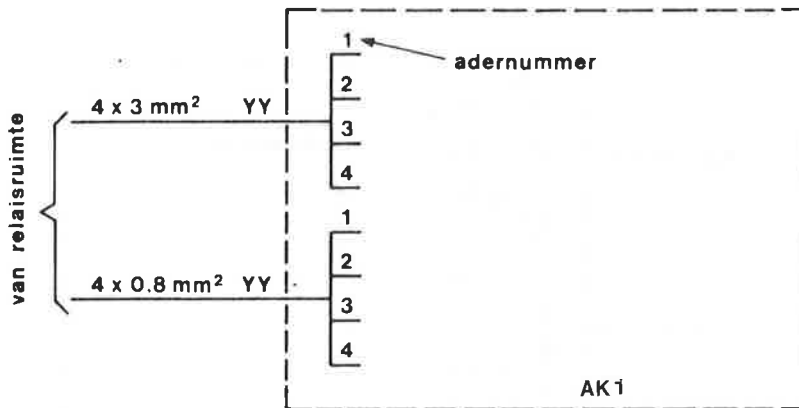 1
adernummer
2
4 x 3 mm² YY
3
4
van relaisruimte
1
2
4 x 0.8 mm² YY
3
4
AK1